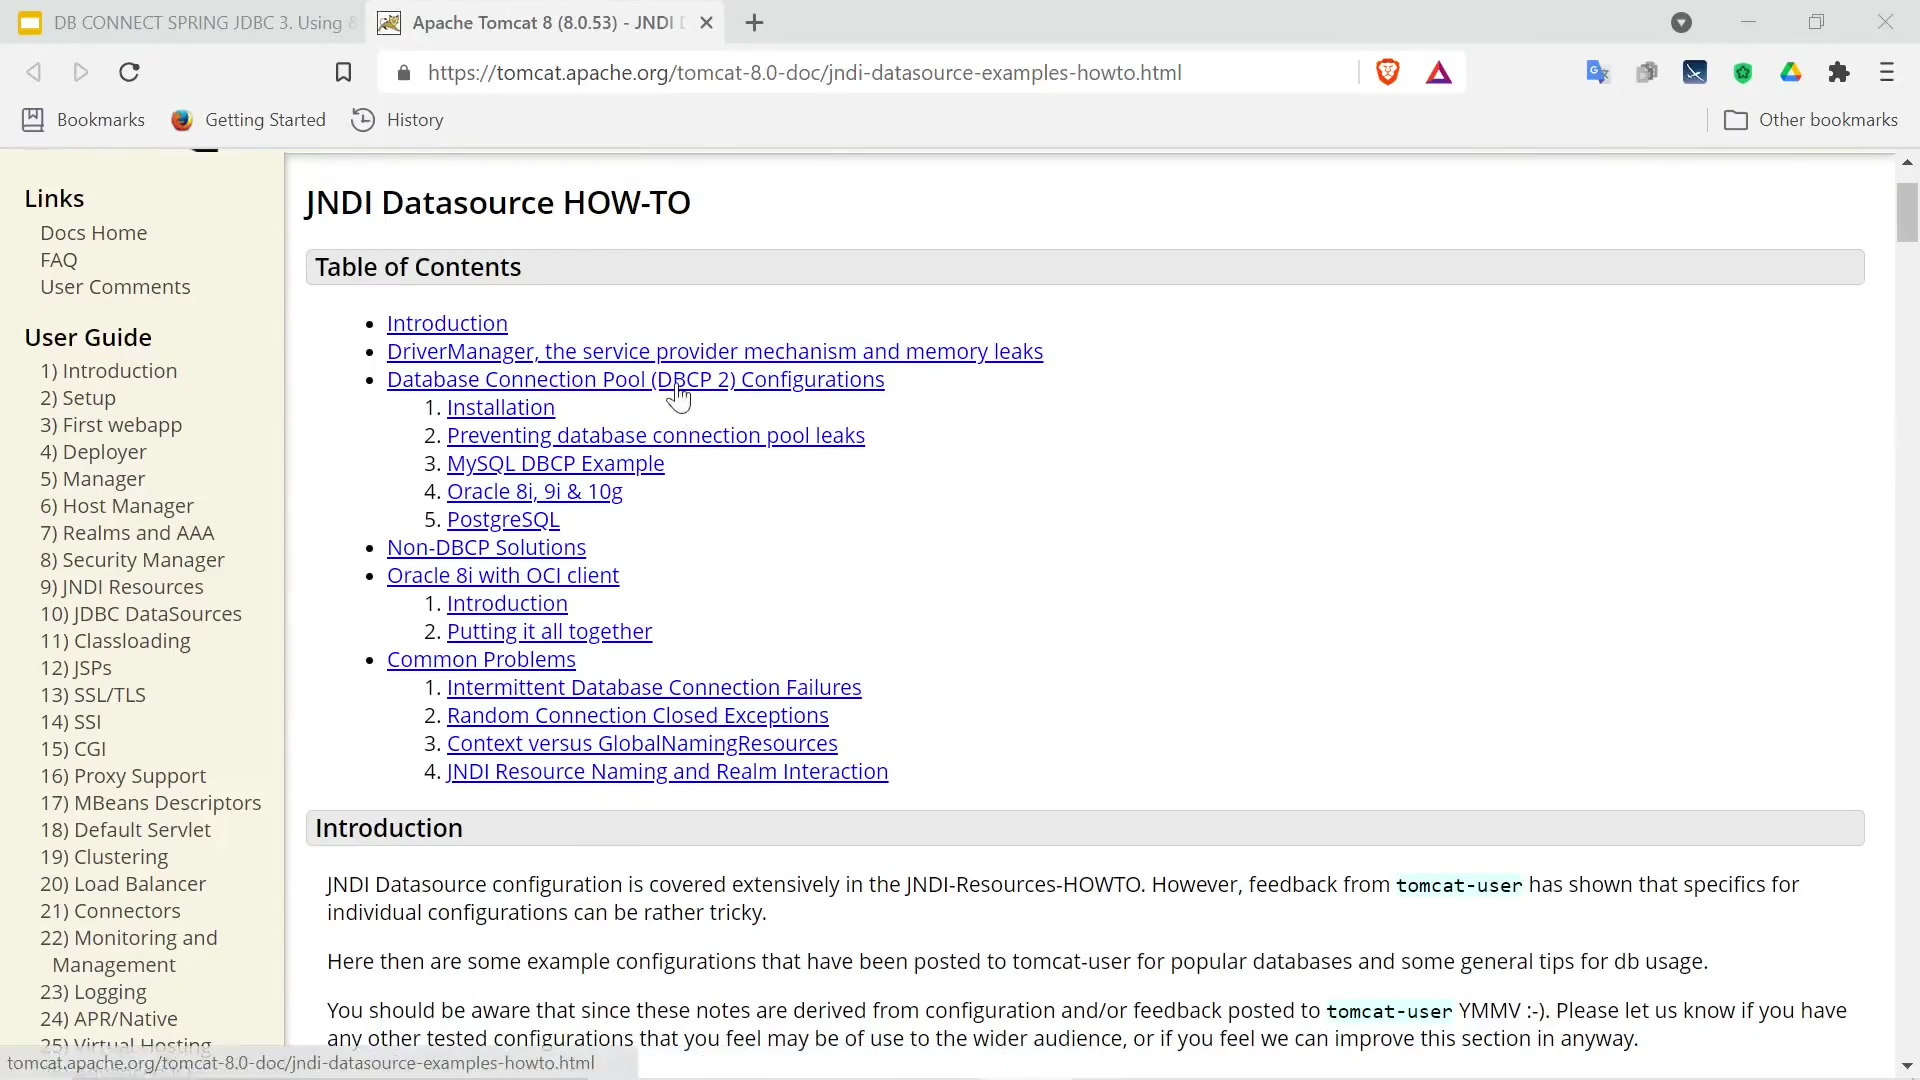 DB CONNECT SPRING JDBC 3. Using 8
Apache Tomcat 8 (8.0.53) - JNDI D
https://tomcat.apache.org/tomcat-8.0-doc/jndi-datasource-examples-howto.html
Bookmarks
Getting Started
History
Other bookmarks
Links
Docs Home
FAQ
User Comments
User Guide
1) Introduction
2) Setup
3) First webapp
4) Deployer
5) Manager
6) Host Manager
7) Realms and AAA
8) Security Manager
9) JNDI Resources
10) JDBC DataSources
11) Classloading
12) JSPs
13) SSL/TLS
14) SSI
15) CGI
16) Proxy Support
17) MBeans Descriptors
18) Default Servlet
19) Clustering
20) Load Balancer
21) Connectors
22) Monitoring and
Management
23) Logging
24) APR/Native
25) Virtual Hosting
JNDI Datasource HOW-TO
Table of Contents
• Introduction
• DriverManager, the service provider mechanism and memory leaks
• Database Connection Pool (DBCP 2) Configurations
1. Installation
2. Preventing database connection pool leaks
3. MySQL DBCP Example
4. Oracle 8i, 9i & 10g
5. PostgreSQL
• Non-DBCP Solutions
• Oracle 8i with OCI client
1. Introduction
2. Putting it all together
• Common Problems
1. Intermittent Database Connection Failures
2. Random Connection Closed Exceptions
3. Context versus GlobalNamingResources
4. JNDI Resource Naming and Realm Interaction
Introduction
JNDI Datasource configuration is covered extensively in the JNDI-Resources-HOWTO. However, feedback from tomcat-user has shown that specifics for
individual configurations can be rather tricky.
Here then are some example configurations that have been posted to tomcat-user for popular databases and some general tips for db usage.
You should be aware that since these notes are derived from configuration and/or feedback posted to tomcat-user YMMV :-). Please let us know if you have
any other tested configurations that you feel may be of use to the wider audience, or if you feel we can improve this section in anyway.
tomcat.apache.org/tomcat-8.0-doc/jndi-datasource-examples-howto.html